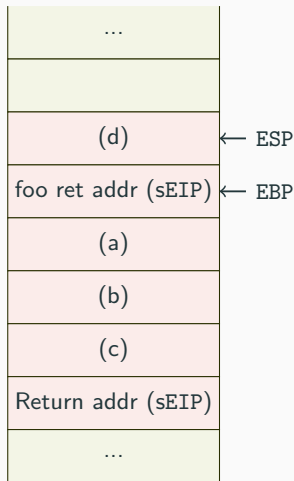 ...
(d)
← ESP
foo ret addr (sEIP)
← EBP
(a)
(b)
(c)
Return addr (sEIP)
...